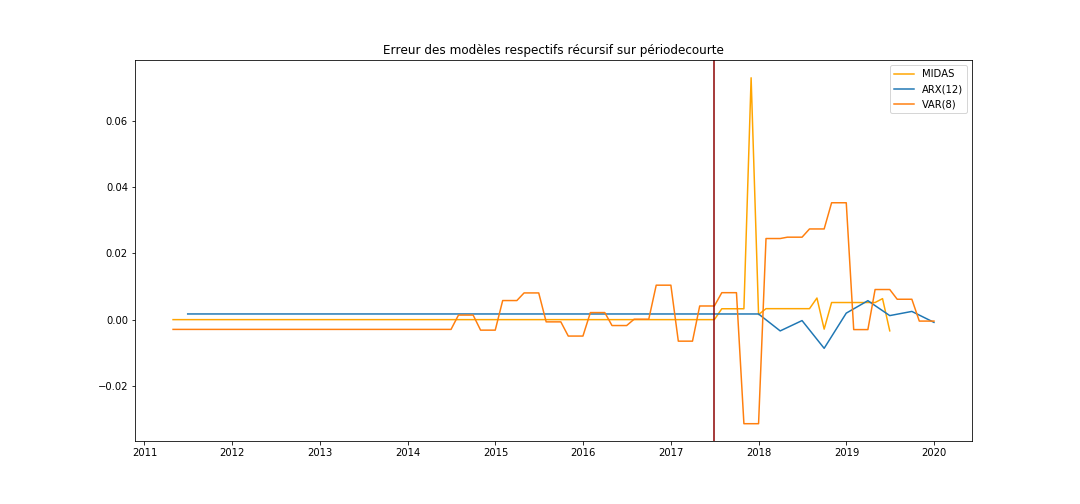 Erreur des modèles respectifs récursif sur périodecourte
MIDAS
ARX(12)
VAR(8)
0.06
0.04
0.02
0.00
−0.02
2011 2012 2013 2014 2015 2016 2017 2018 2019 2020